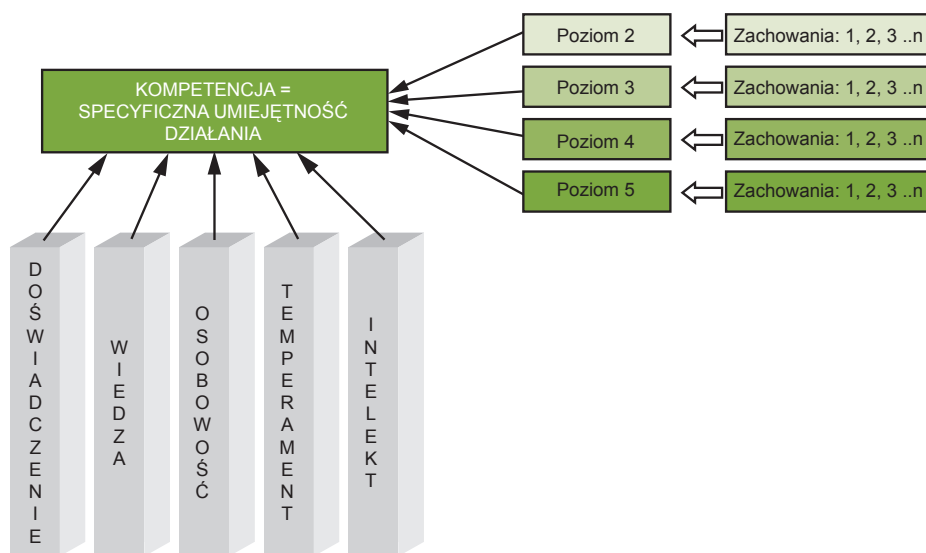 Poziom 2
Zachowania: 1, 2, 3 ..n
KOMPETENCJA =
SPECYFICZNA UMIEJĘTNOŚĆ
DZIAŁANIA
Poziom 3
Zachowania: 1, 2, 3 ..n
Poziom 4
Zachowania: 1, 2, 3 ..n
Poziom 5
Zachowania: 1, 2, 3 ..n
DOŚWIADCZENIE
WIEDZA
OSOBOWOŚĆ
TEMPERAMENT
INTELEKT